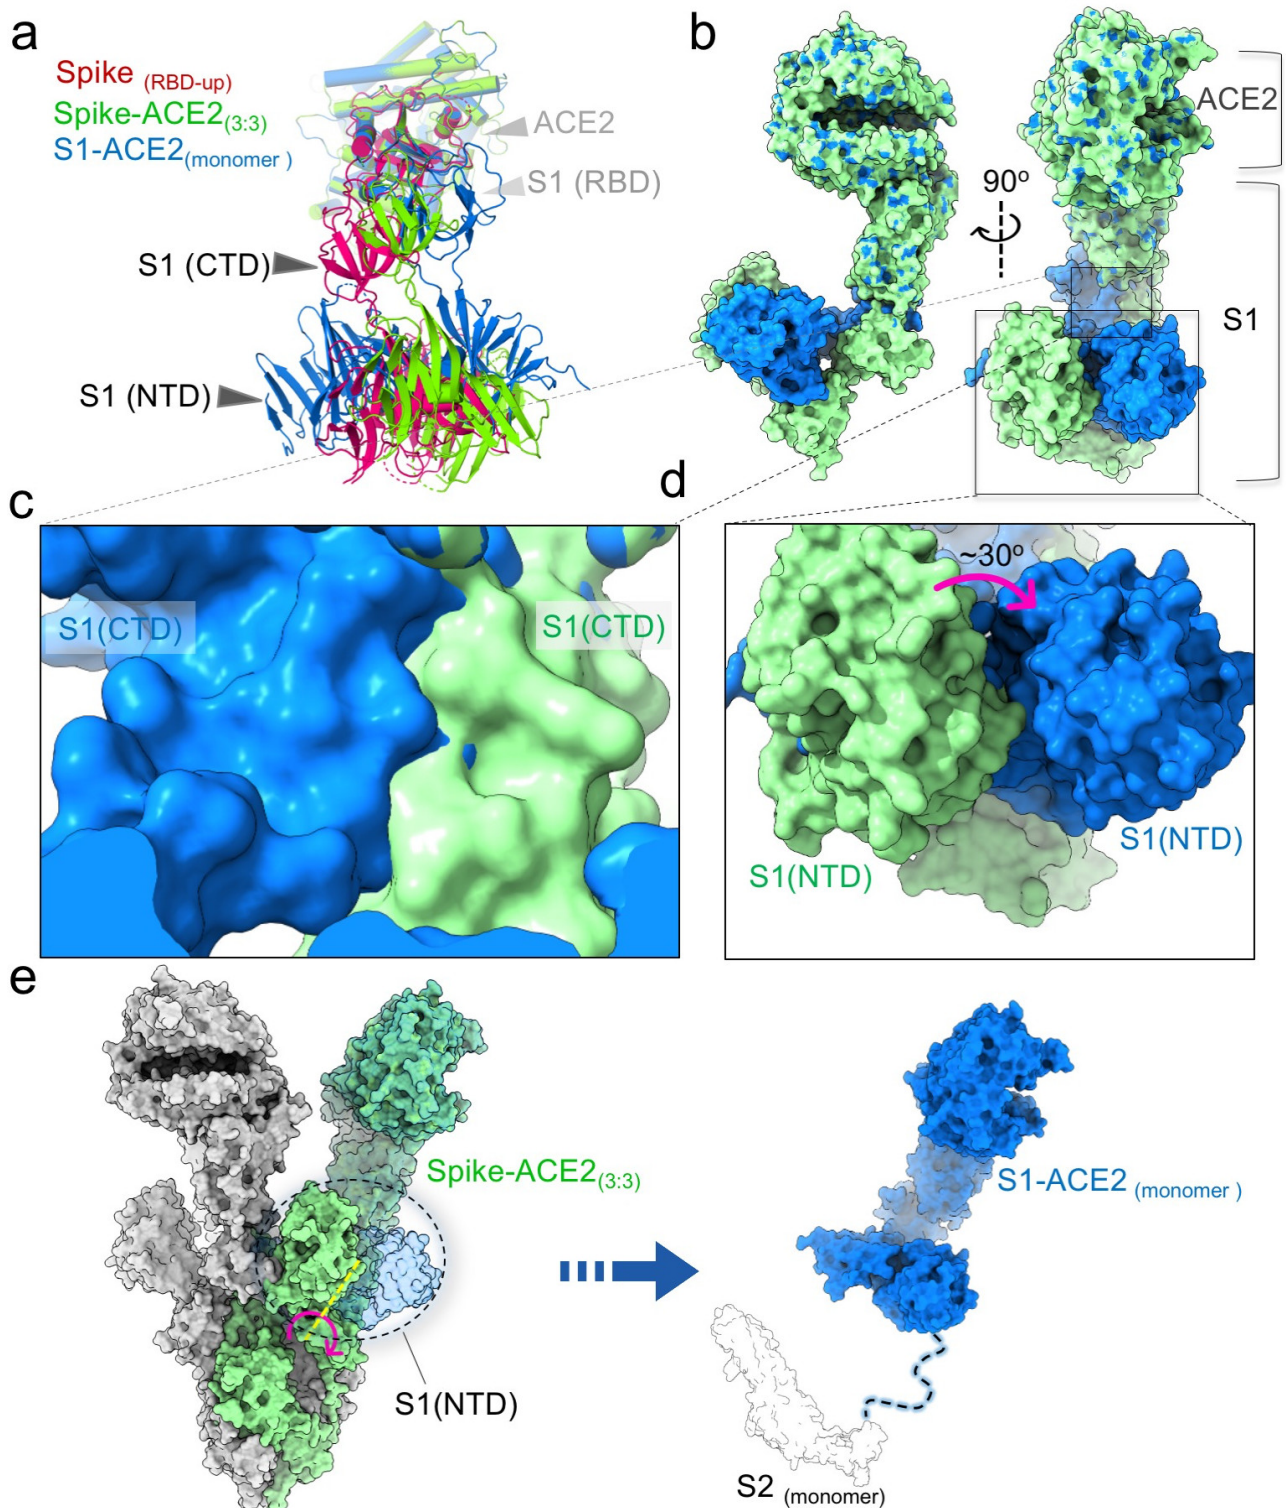 a
Spike (RBD-up)
Spike-ACE2(3:3)
S1-ACE2(monomer )
ACE2
S1 (RBD)
S1 (CTD)
S1 (NTD)
b
90º
ACE2
S1
c
S1(CTD)
S1(CTD)
d
~30º
S1(NTD)
S1(NTD)
e
Spike-ACE2(3:3)
S1(NTD)
S1-ACE2 (monomer )
S2 (monomer)